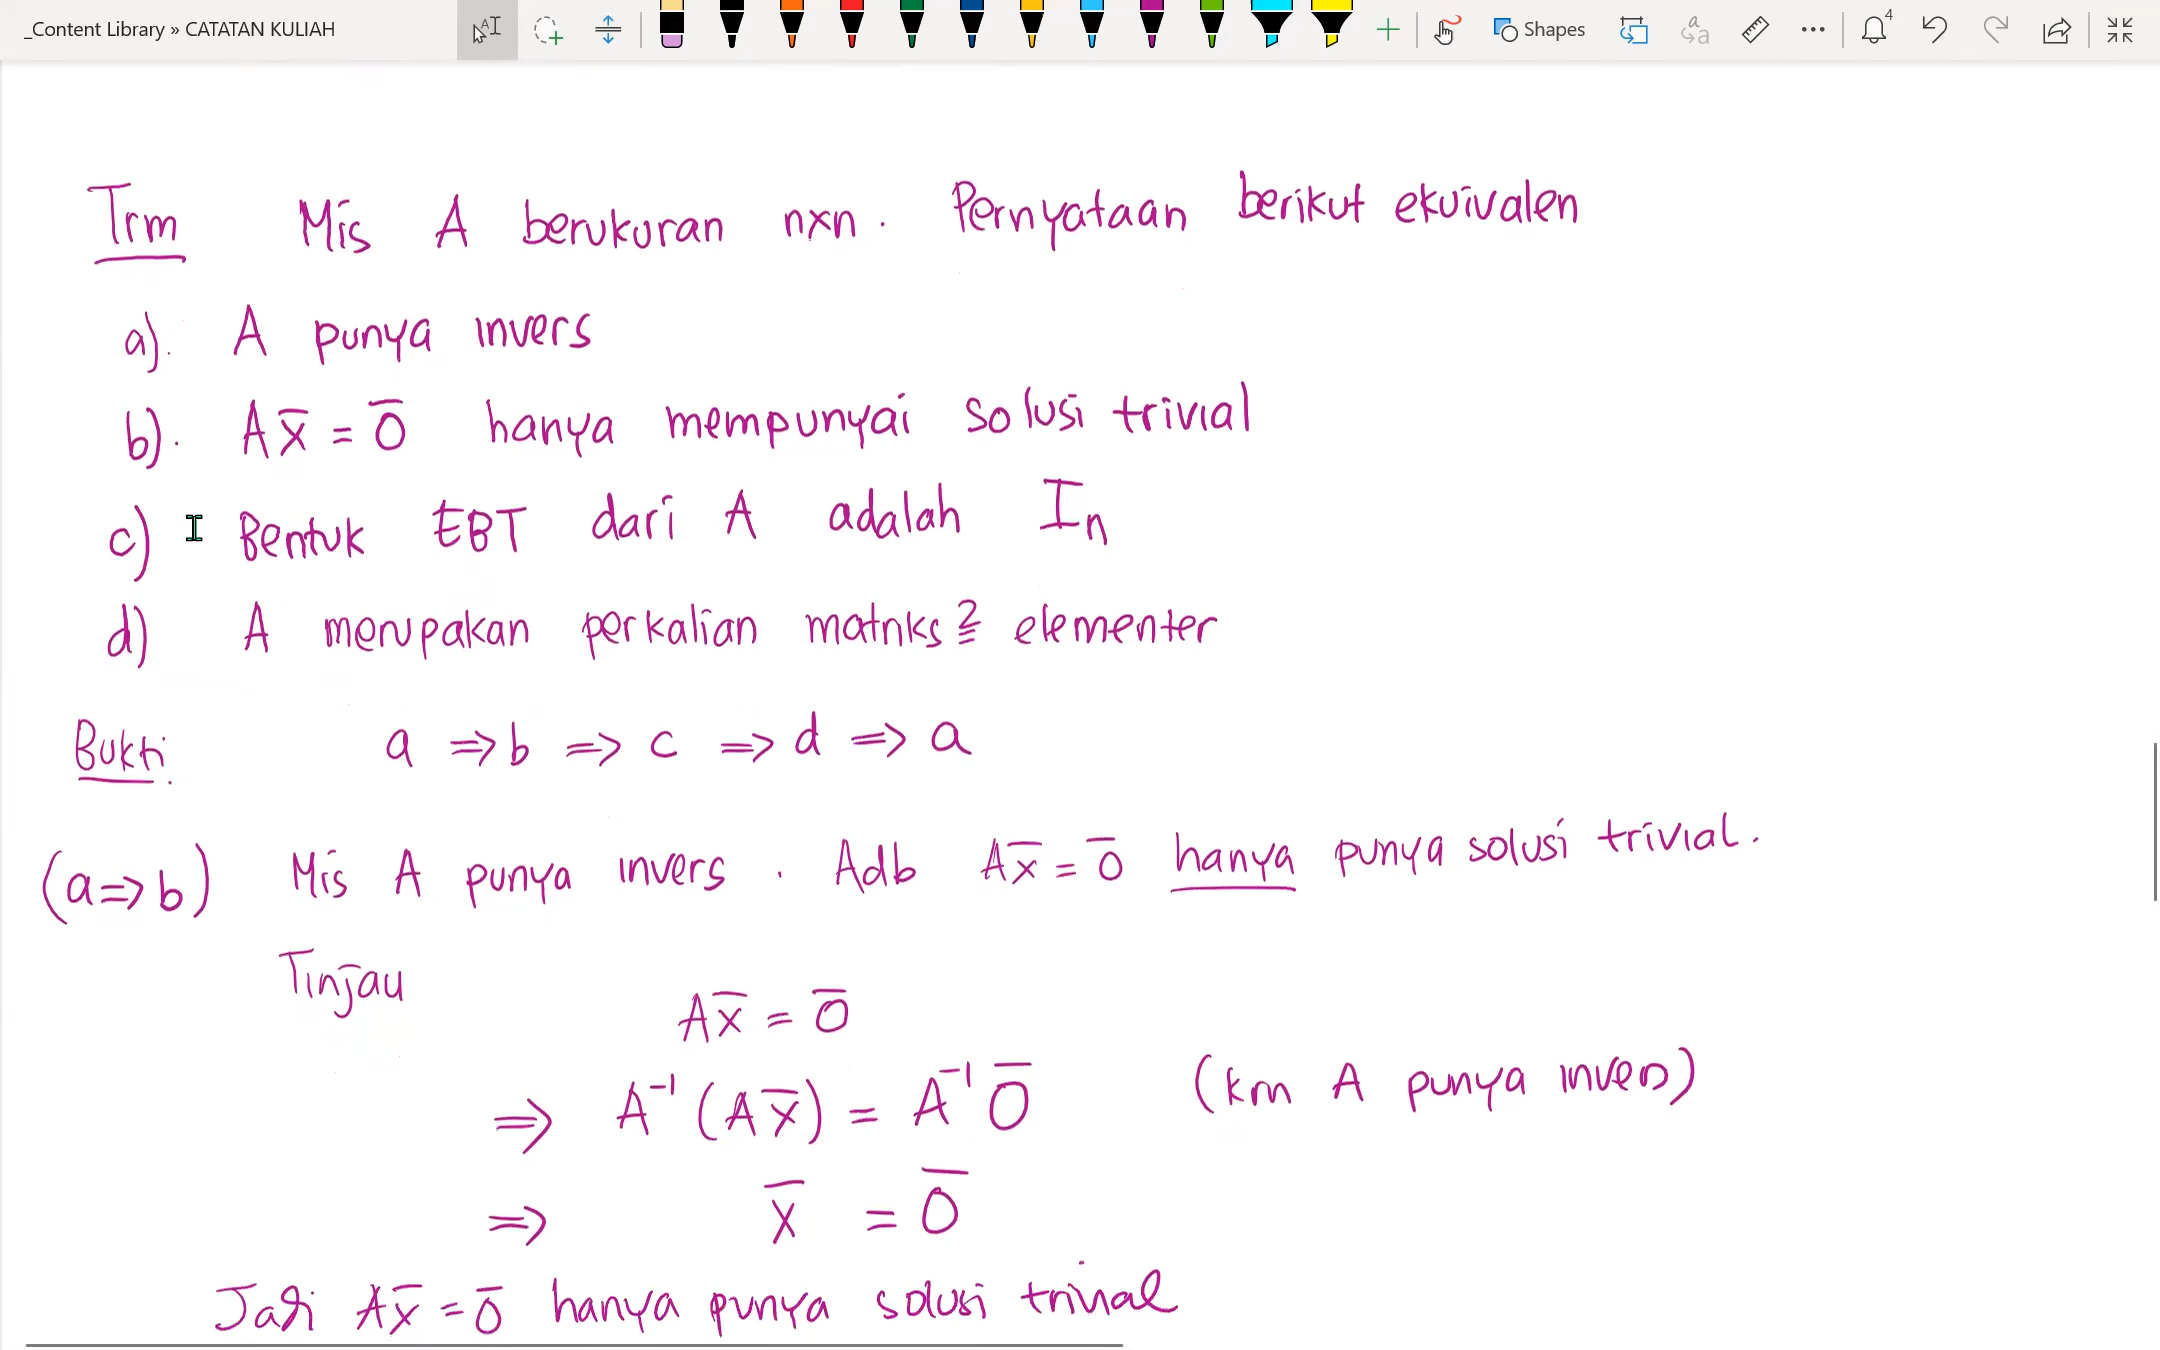 _Content Library » CATATAN KULIAH
Shapes
4
Trm Mis A berukuran nxn. Pernyataan berikut ekuivalen
a). A punya invers
b). Ax̅ = 0̅ hanya mempunyai solusi trivial
c) Bentuk EBT dari A adalah Iₙ
d) A merupakan perkalian matriks² elementer
Bukti. a => b => c => d => a
(a=>b) Mis A punya invers. Adb Ax̅ = 0̅ hanya punya solusi trivial.
Tinjau
Ax̅ = 0̅
=> A⁻¹(Ax̅) = A⁻¹0̅ (krn A punya invers)
=> x̅ = 0̅
Jadi Ax̅ = 0̅ hanya punya solusi trivial